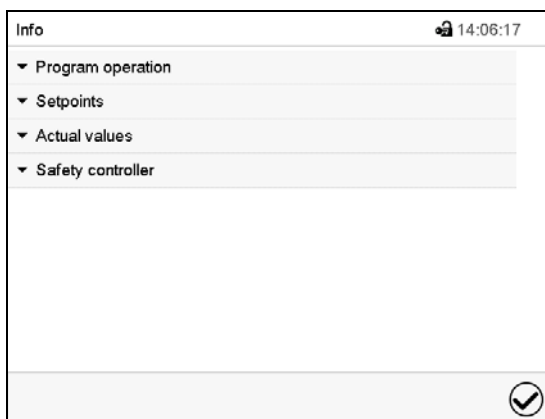 Info 14:06:17
Program operation
Setpoints
Actual values
Safety controller